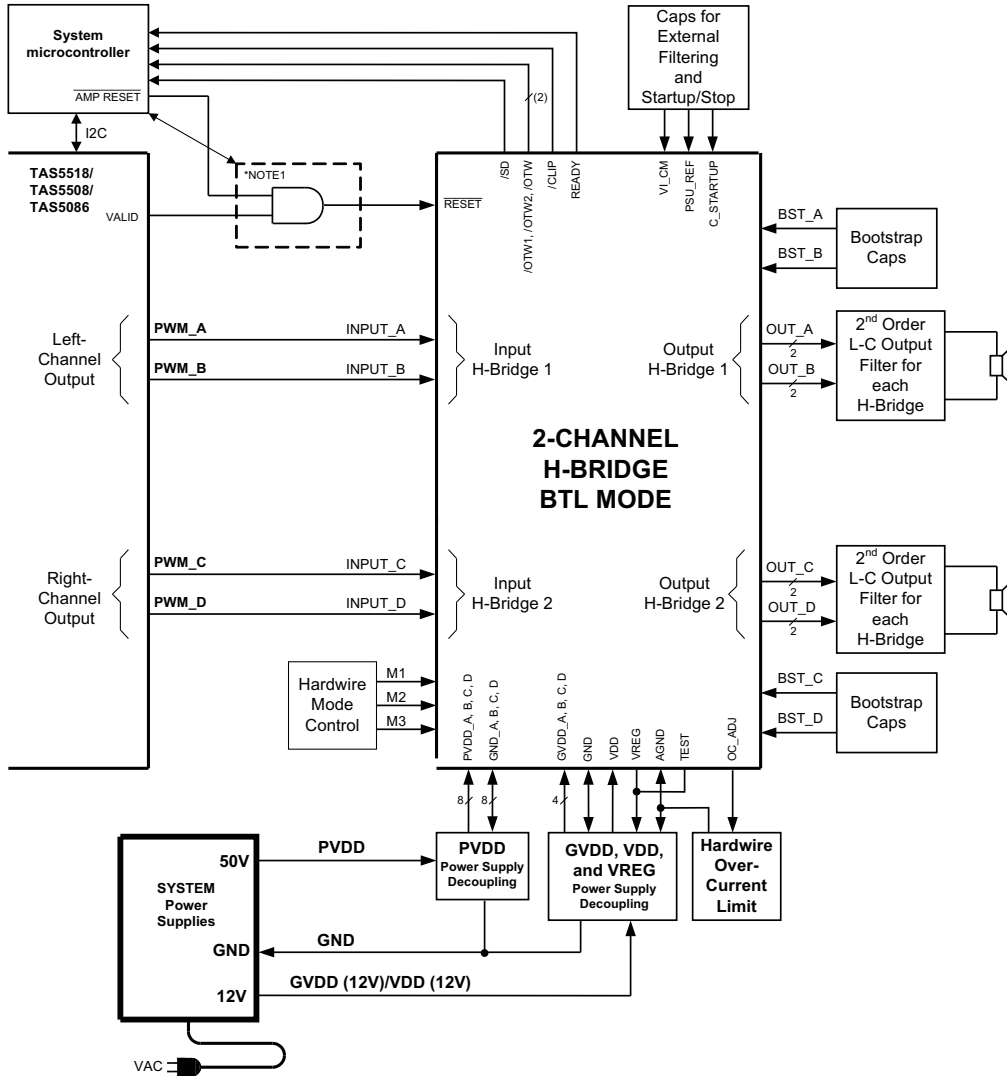 System
microcontroller
AMP RESET
I2C
Caps for
External
Filtering
and
Startup/Stop
(2)
TAS5518/
TAS5508/
TAS5086
VALID
*NOTE1
RESET
/SD
/OTW1, /OTW2, /OTW
/CLIP
READY
VI_CM
PSU_REF
C_STARTUP
BST_A
BST_B
Bootstrap
Caps
Left-
Channel
Output
PWM_A
INPUT_A
PWM_B
INPUT_B
Input
H-Bridge 1
Output
H-Bridge 1
OUT_A
2
OUT_B
2
2nd Order
L-C Output
Filter for
each
H-Bridge
2-CHANNEL
H-BRIDGE
BTL MODE
Right-
Channel
Output
PWM_C
INPUT_C
PWM_D
INPUT_D
Input
H-Bridge 2
Output
H-Bridge 2
OUT_C
2
OUT_D
2
2nd Order
L-C Output
Filter for
each
H-Bridge
Hardwire
Mode
Control
M1
M2
M3
PVDD_A, B, C, D
GND_A, B, C, D
GVDD_A, B, C, D
GND
VDD
VREG
AGND
TEST
OC_ADJ
BST_C
BST_D
Bootstrap
Caps
8
8
4
50V
SYSTEM
Power
Supplies
GND
12V
PVDD
PVDD
Power Supply
Decoupling
GVDD, VDD,
and VREG
Power Supply
Decoupling
Hardwire
Over-
Current
Limit
GND
GVDD (12V)/VDD (12V)
VAC